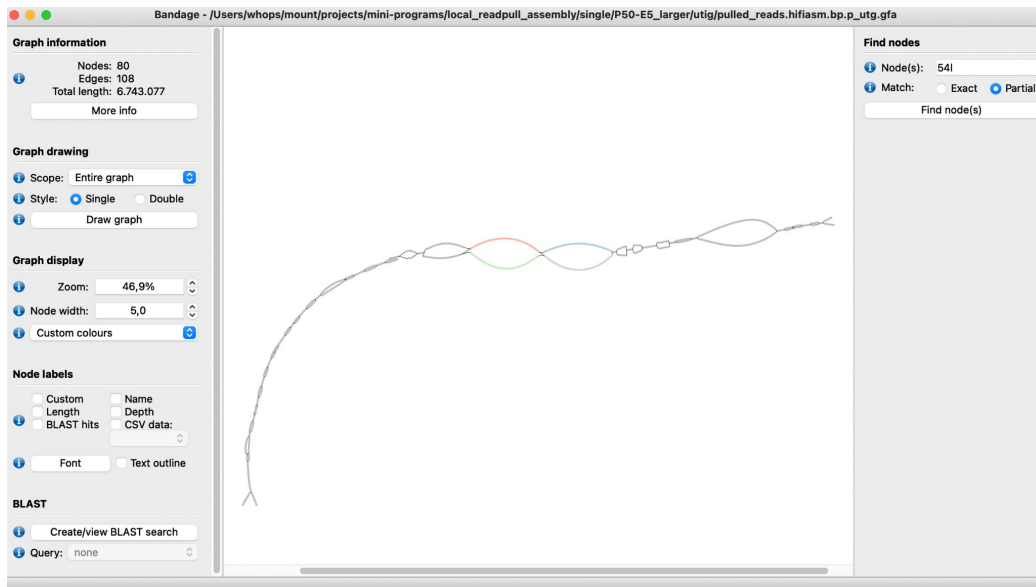 Bandage - /Users/whops/mount/projects/mini-programs/local_readpull_assembly/single/P50-E5_larger/utig/pulled_reads.hifiasm.bp.p_utg.gfa
Graph information
Nodes: 80
Edges: 108
Total length: 6.743.077
More info
Graph drawing
Scope: Entire graph
Style: Single Double
Draw graph
Graph display
Zoom: 46,9%
Node width: 5,0
Custom colours
Node labels
Custom Name
Length Depth
BLAST hits CSV data:
Font Text outline
BLAST
Create/view BLAST search
Query: none
Find nodes
Node(s): 54l
Match: Exact Partial
Find node(s)